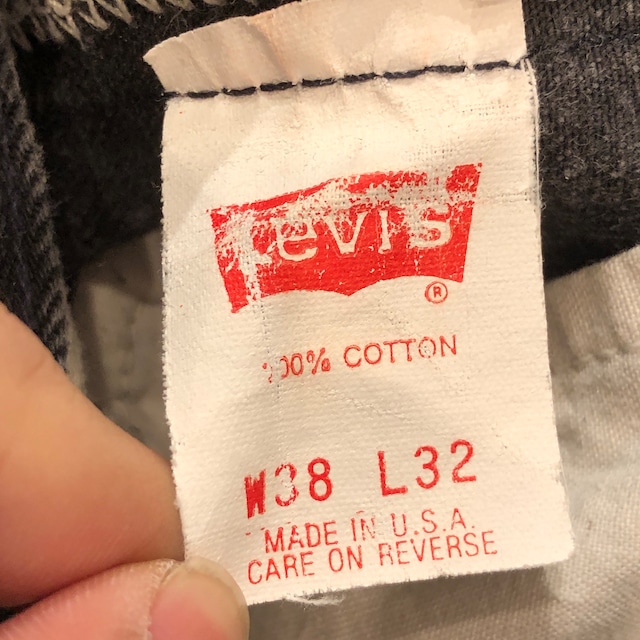 Levi's
®
100% COTTON
W38 L32
MADE IN U.S.A.
CARE ON REVERSE